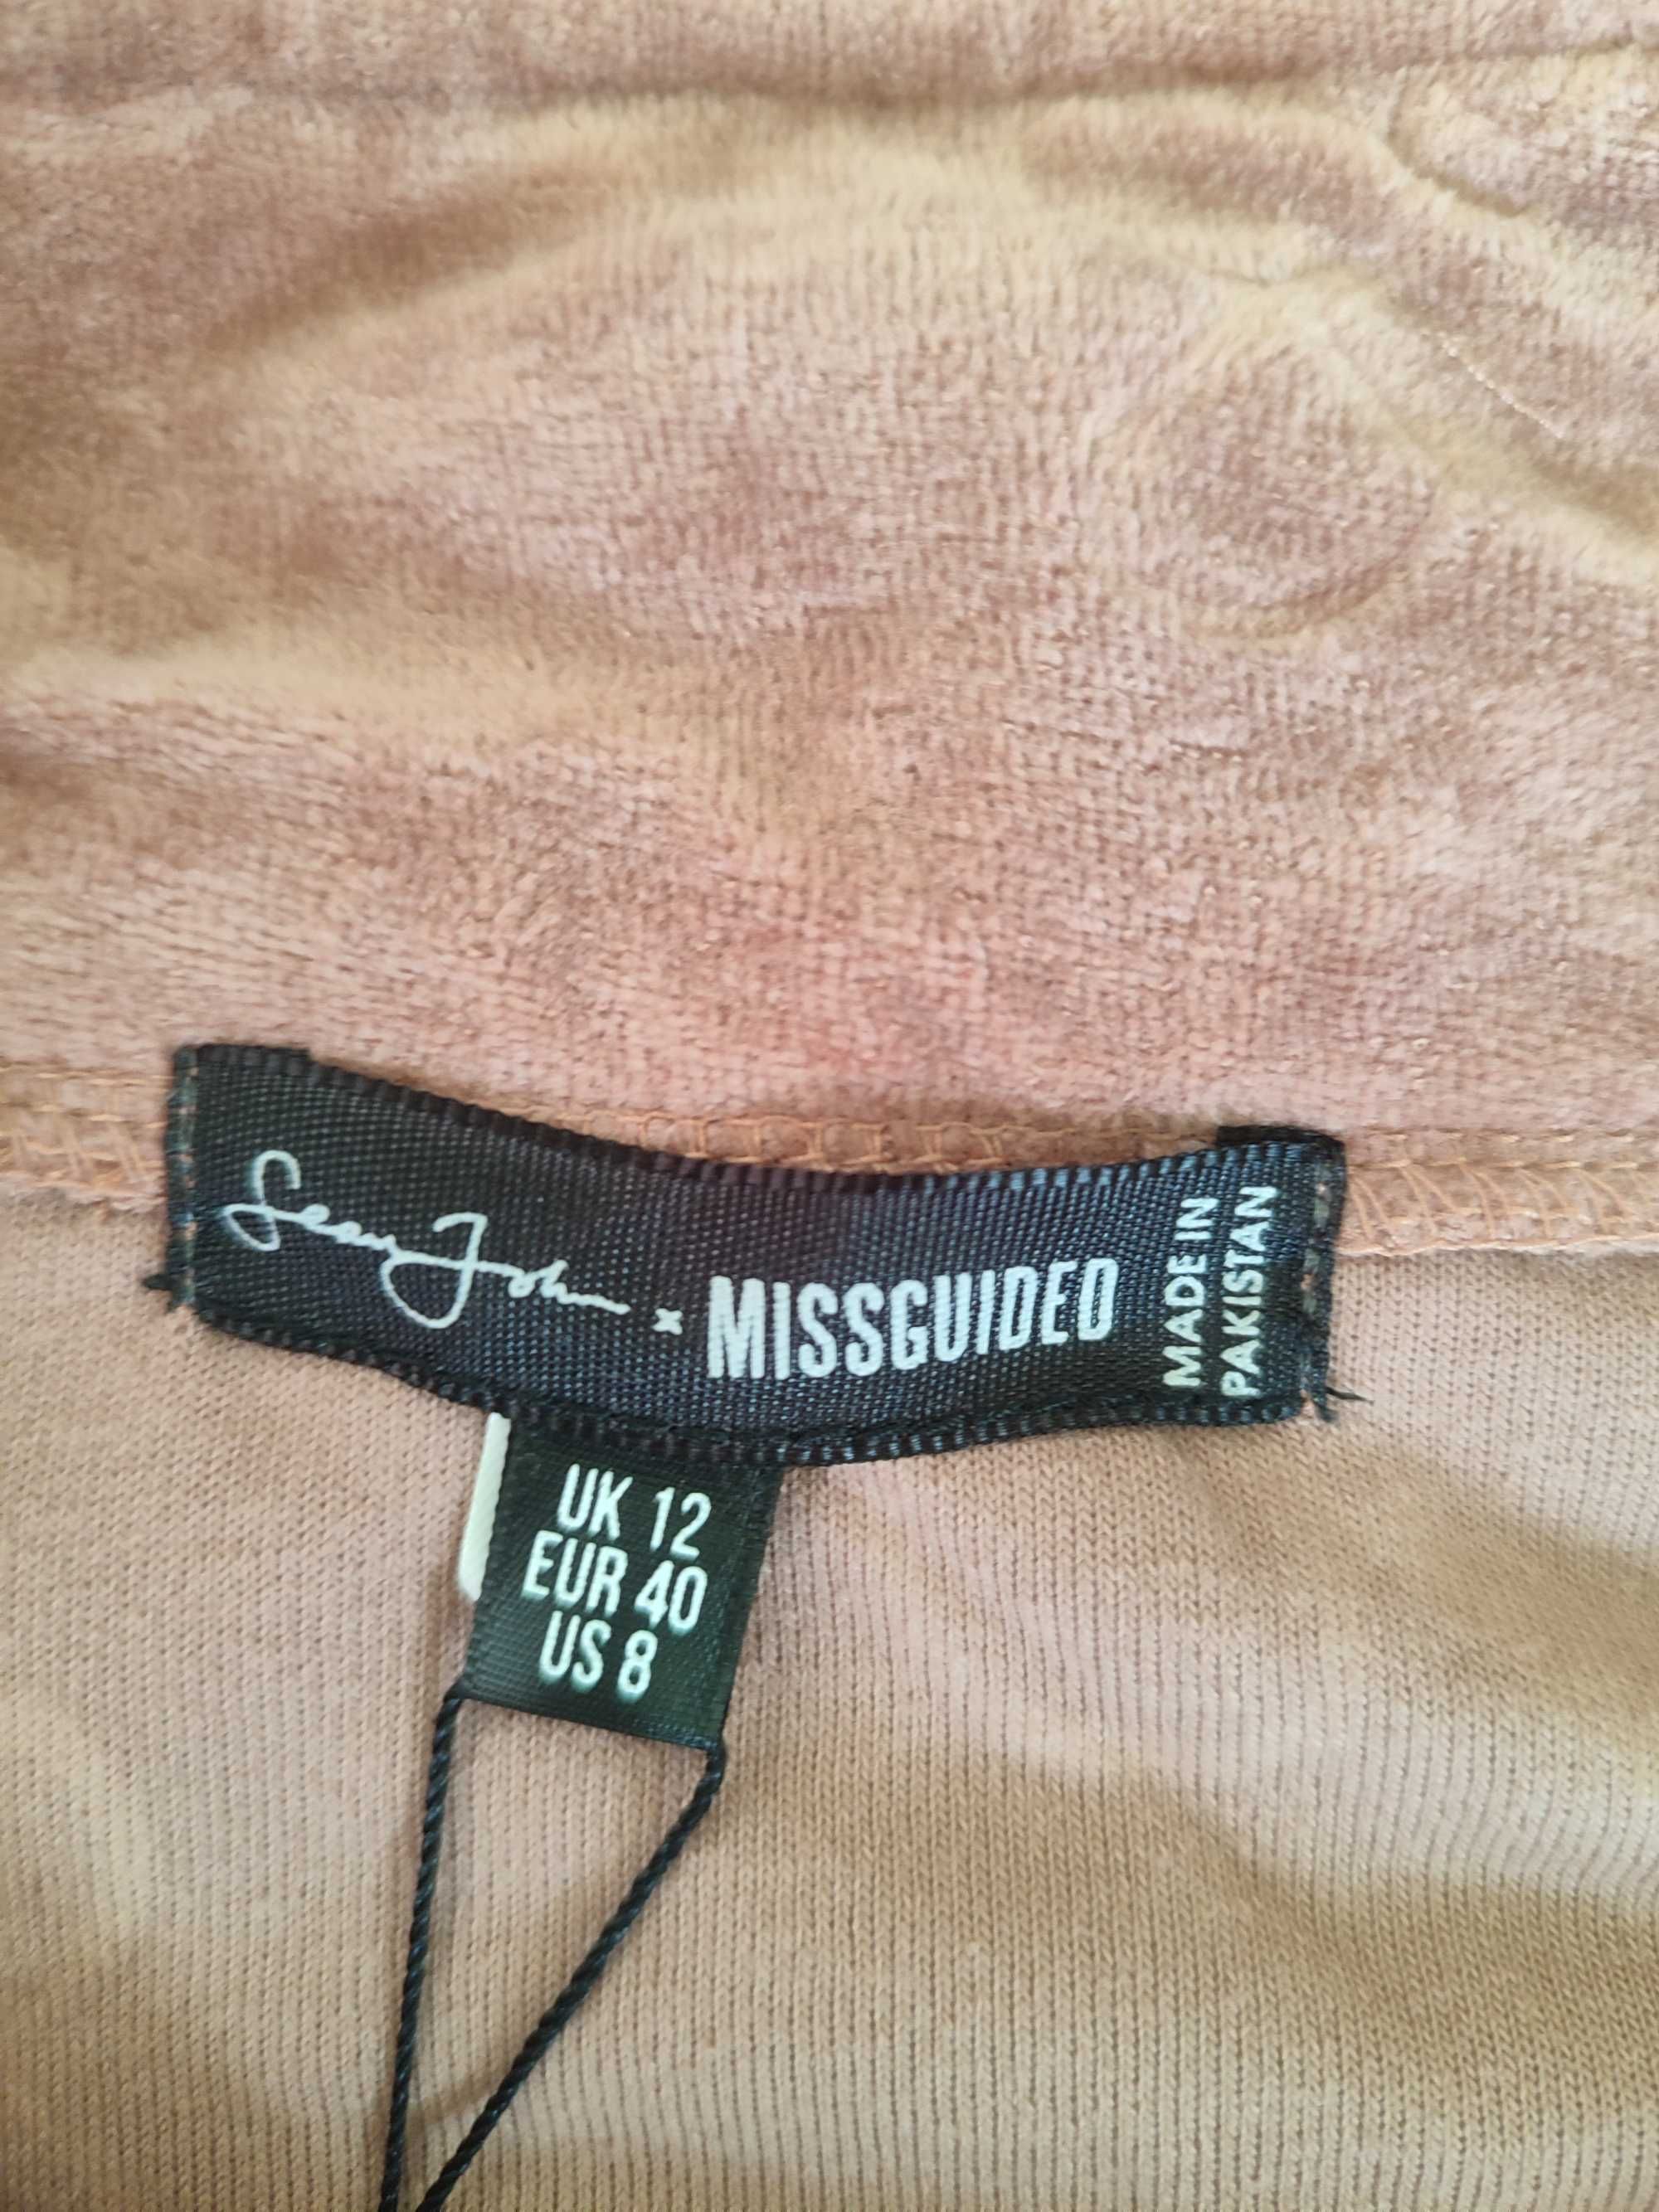 Sean John x MISSGUIDED
MADE IN
PAKISTAN
UK 12
EUR 40
US 8